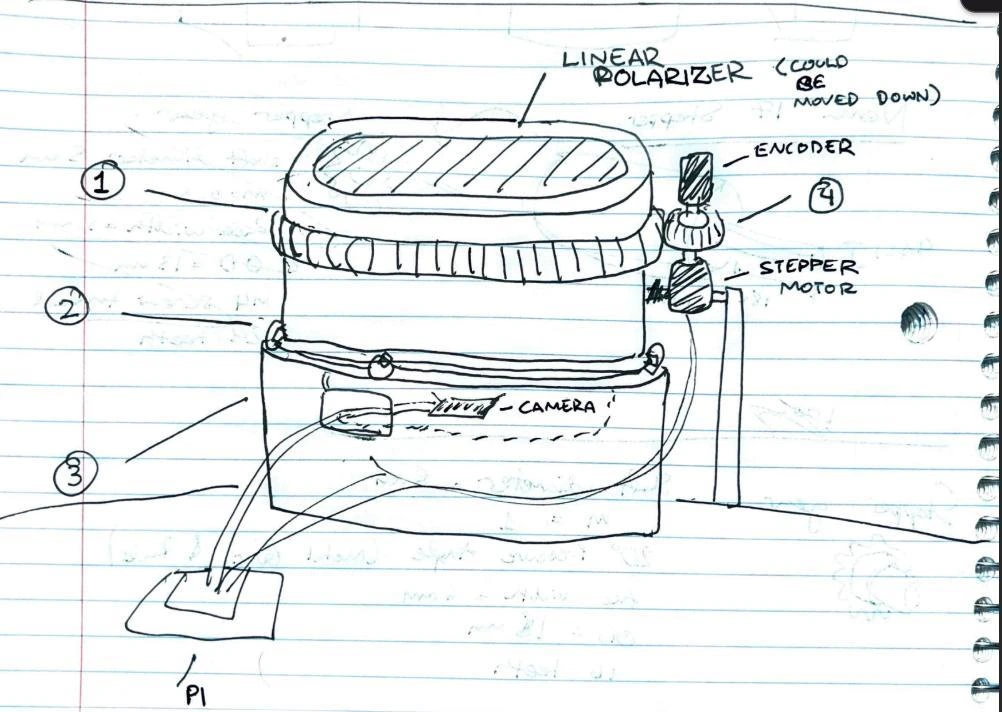 LINEAR
POLARIZER (COULD
BE
MOVED DOWN)
ENCODER
1
4
STEPPER
MOTOR
2
CAMERA
3
PI